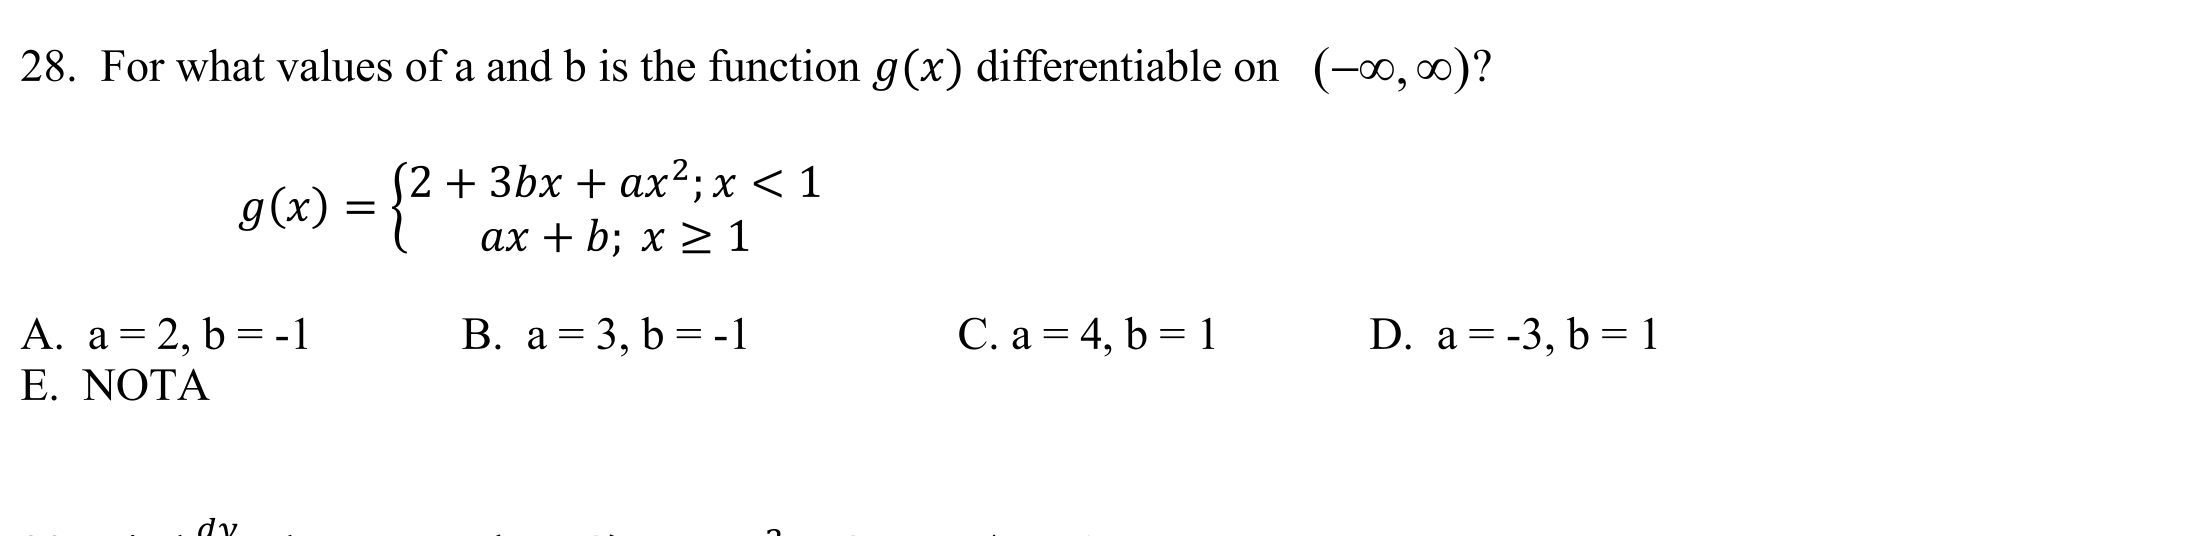 28. For what values of a and b is the function g(x) differentiable on (−∞, ∞)?
g(x) = {2 + 3bx + ax²; x < 1
ax + b; x ≥ 1
A. a = 2, b = -1 B. a = 3, b = -1 C. a = 4, b = 1 D. a = -3, b = 1
E. NOTA